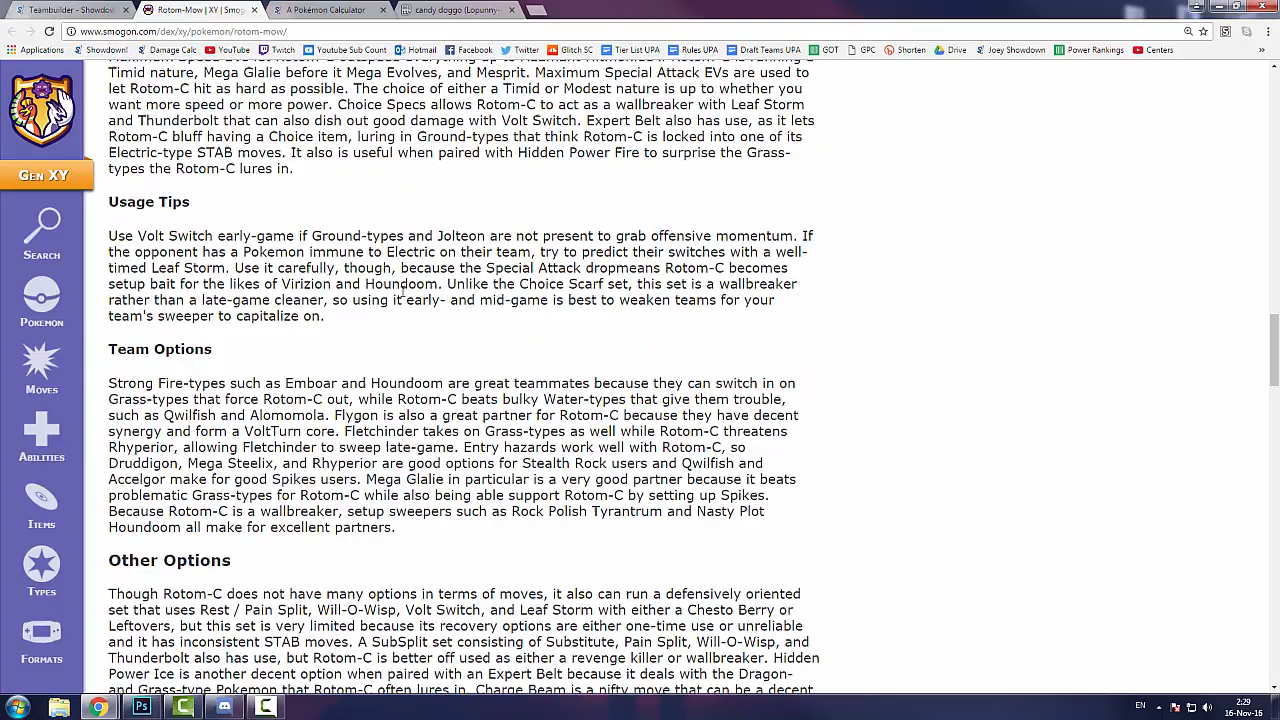 Teambuilder - Showdow
Rotom-Mow | XY | Smog
A Pokémon Calculator
candy doggo (Lopunny-
www.smogon.com/dex/xy/pokemon/rotom-mow/
Applications Showdown! Damage Calc YouTube Youtube Sub Count Hotmail Facebook Twitter Glitch SC Tier List UPA Rules UPA Draft Teams UPA GOT GPC Shorten Drive Joey Showdown Power Rankings Centers »
Timid nature, Mega Glalie before it Mega Evolves, and Mesprit. Maximum Special Attack EVs are used to
let Rotom-C hit as hard as possible. The choice of either a Timid or Modest nature is up to whether you
want more speed or more power. Choice Specs allows Rotom-C to act as a wallbreaker with Leaf Storm
and Thunderbolt that can also dish out good damage with Volt Switch. Expert Belt also has use, as it lets
Rotom-C bluff having a Choice item, luring in Ground-types that think Rotom-C is locked into one of its
Electric-type STAB moves. It also is useful when paired with Hidden Power Fire to surprise the Grass-
types the Rotom-C lures in.
Usage Tips
Use Volt Switch early-game if Ground-types and Jolteon are not present to grab offensive momentum. If
the opponent has a Pokemon immune to Electric on their team, try to predict their switches with a well-
timed Leaf Storm. Use it carefully, though, because the Special Attack dropmeans Rotom-C becomes
setup bait for the likes of Virizion and Houndoom. Unlike the Choice Scarf set, this set is a wallbreaker
rather than a late-game cleaner, so using it early- and mid-game is best to weaken teams for your
team's sweeper to capitalize on.
Team Options
Strong Fire-types such as Emboar and Houndoom are great teammates because they can switch in on
Grass-types that force Rotom-C out, while Rotom-C beats bulky Water-types that give them trouble,
such as Qwilfish and Alomomola. Flygon is also a great partner for Rotom-C because they have decent
synergy and form a VoltTurn core. Fletchinder takes on Grass-types as well while Rotom-C threatens
Rhyperior, allowing Fletchinder to sweep late-game. Entry hazards work well with Rotom-C, so
Druddigon, Mega Steelix, and Rhyperior are good options for Stealth Rock users and Qwilfish and
Accelgor make for good Spikes users. Mega Glalie in particular is a very good partner because it beats
problematic Grass-types for Rotom-C while also being able support Rotom-C by setting up Spikes.
Because Rotom-C is a wallbreaker, setup sweepers such as Rock Polish Tyrantrum and Nasty Plot
Houndoom all make for excellent partners.
Other Options
Though Rotom-C does not have many options in terms of moves, it also can run a defensively oriented
set that uses Rest / Pain Split, Will-O-Wisp, Volt Switch, and Leaf Storm with either a Chesto Berry or
Leftovers, but this set is very limited because its recovery options are either one-time use or unreliable
and it has inconsistent STAB moves. A SubSplit set consisting of Substitute, Pain Split, Will-O-Wisp, and
Thunderbolt also has use, but Rotom-C is better off used as either a revenge killer or wallbreaker. Hidden
Power Ice is another decent option when paired with an Expert Belt because it deals with the Dragon-
and Grass-type Pokemon that Rotom-C often lures in. Charge Beam is a nifty move that can be a decent
GEN XY
SEARCH
POKEMON
MOVES
ABILITIES
ITEMS
TYPES
FORMATS
Ps
EN
2:29
16-Nov-16